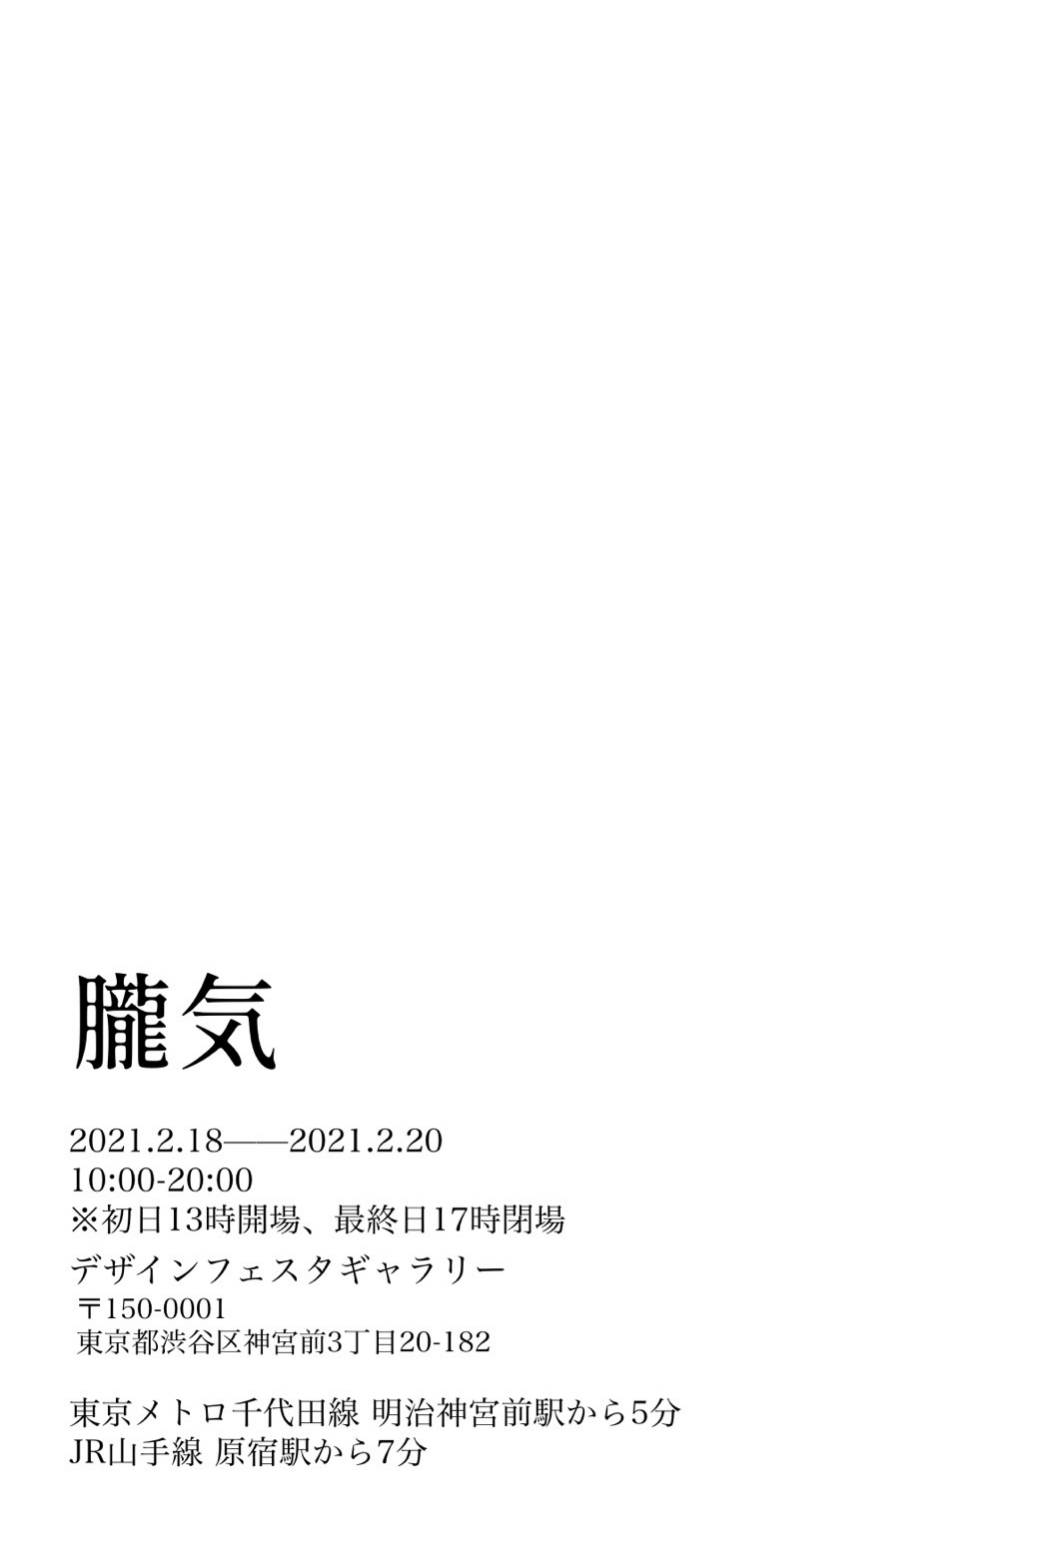 朧気
2021.2.18――2021.2.20
10:00-20:00
※初日13時開場、最終日17時閉場
デザインフェスタギャラリー
〒150-0001
東京都渋谷区神宮前3丁目20-182
東京メトロ千代田線 明治神宮前駅から5分
JR山手線 原宿駅から7分